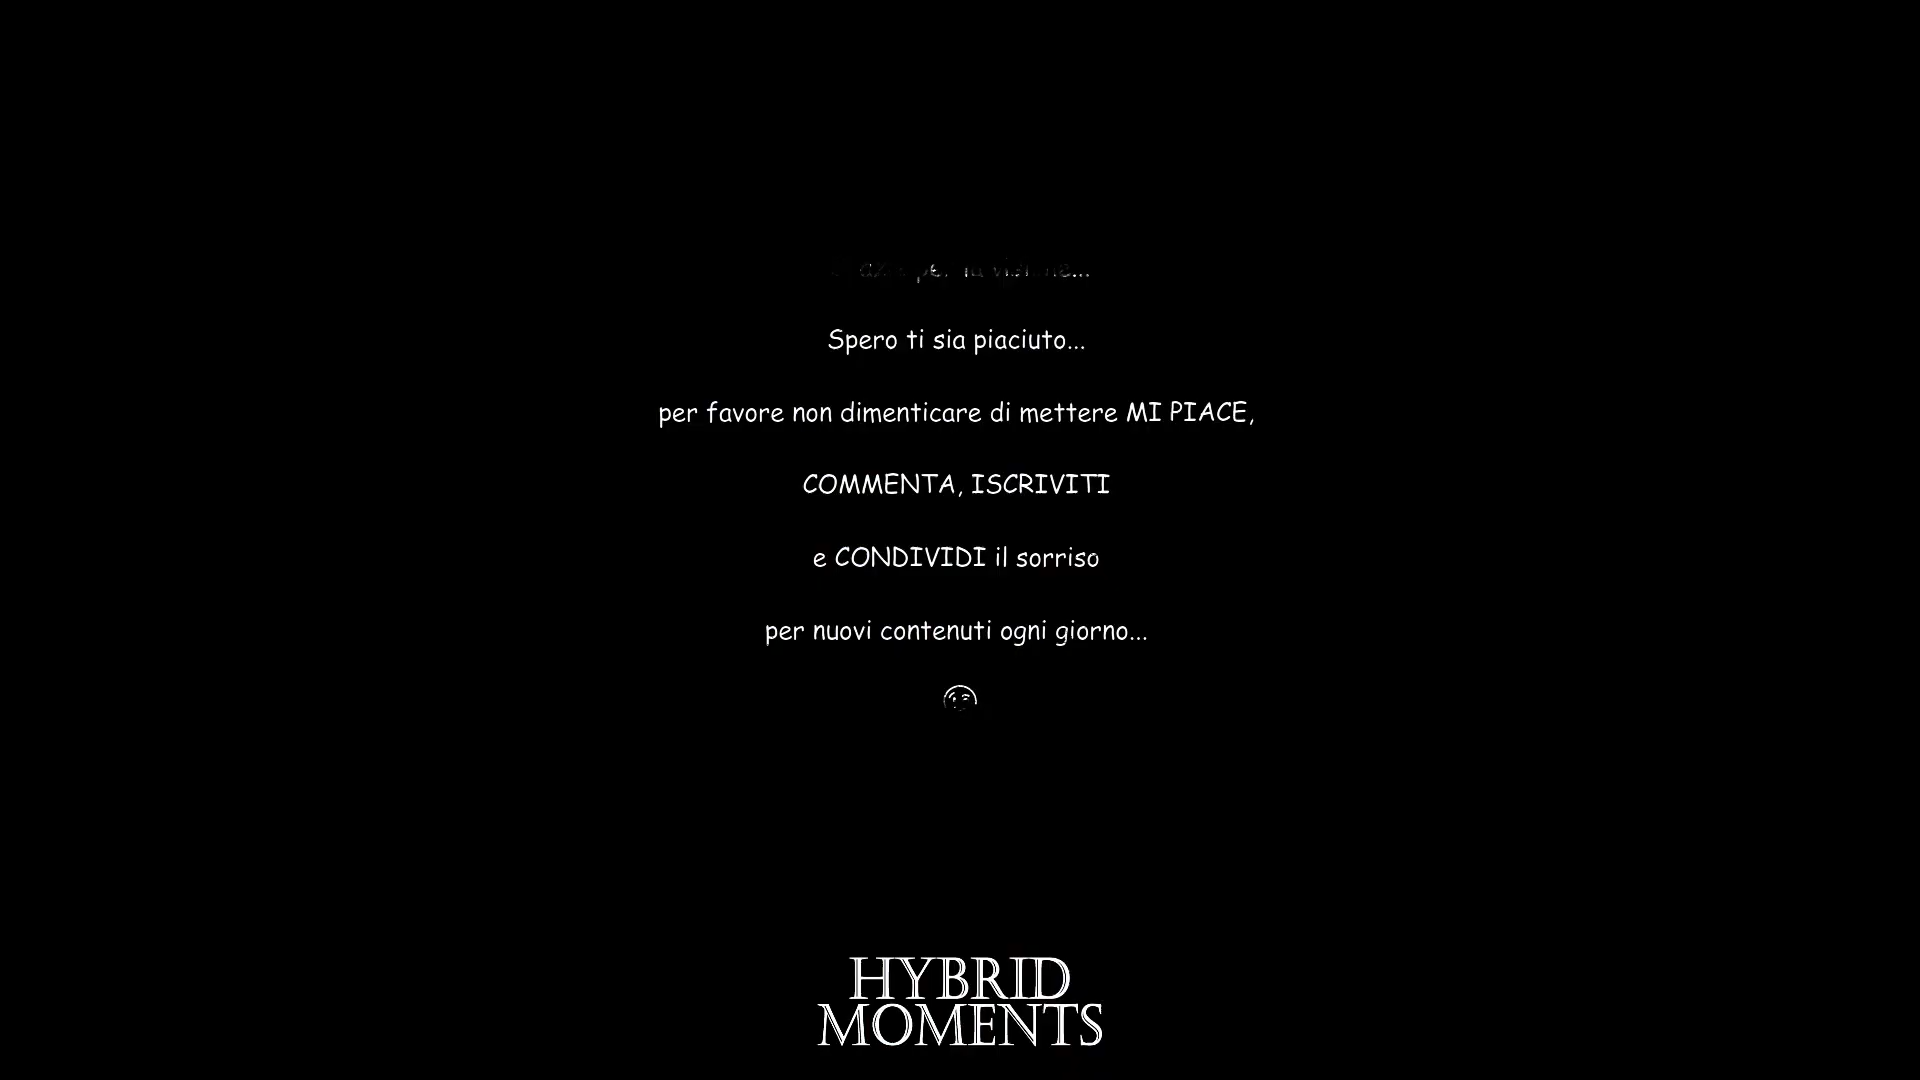 Spero ti sia piaciuto...
per favore non dimenticare di mettere MI PIACE,
COMMENTA, ISCRIVITI
e CONDIVIDI il sorriso
per nuovi contenuti ogni giorno...
HYBRID
MOMENTS